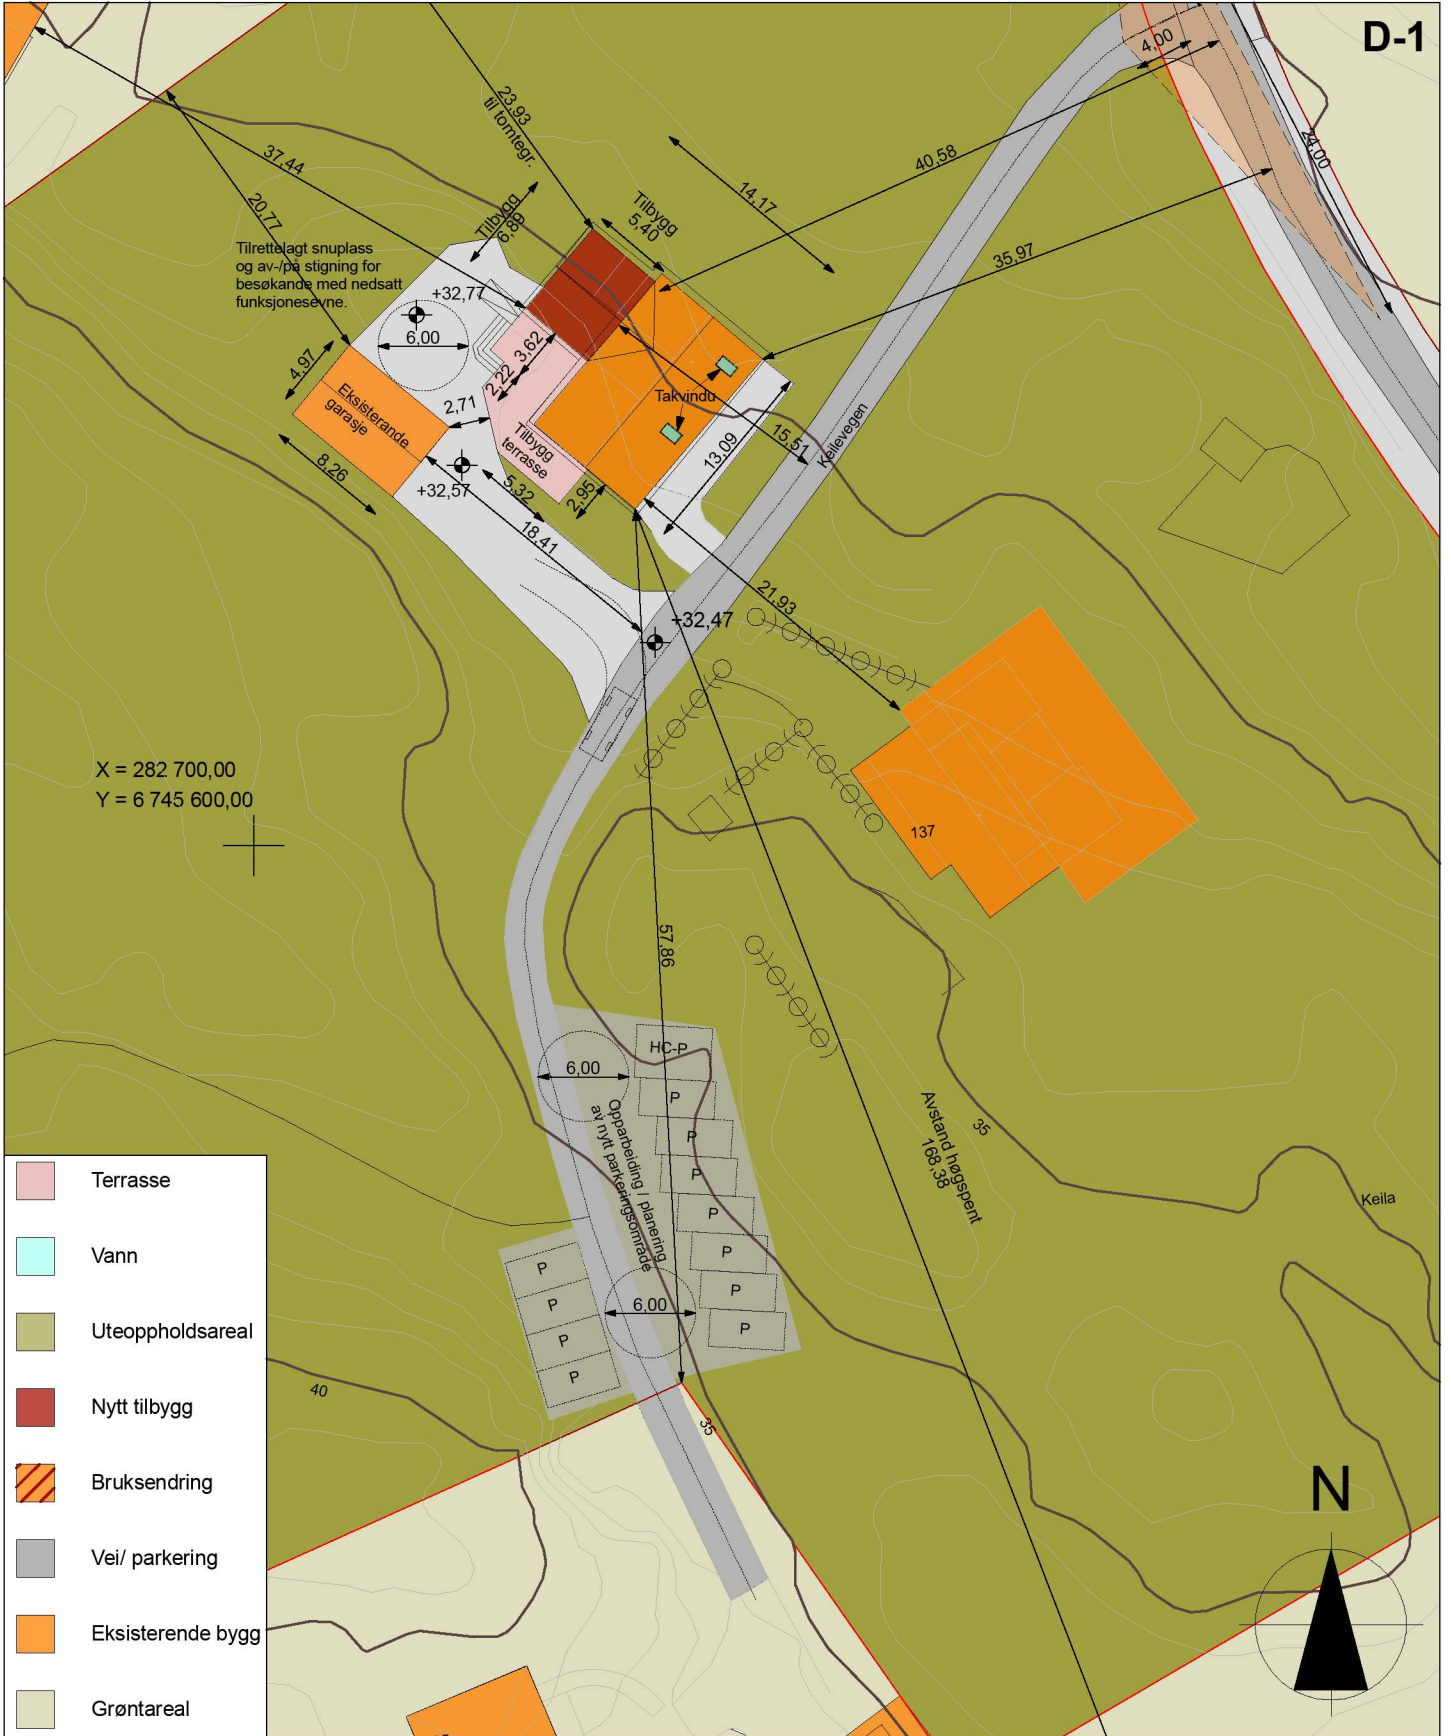 D-1
4,00
24,00
23,93
til tomtegr.
37,44
40,58
14,17
20,77
Tilbygg
6,89
Tilbygg
5,40
35,97
Tilrettelagt snuplass
og av-/på stigning for
besøkande med nedsatt
funksjonesevne.
+32,77
6,00
3,62
2,22
4,97
Eksisterande
garasje
2,71
Takvindu
Tilbygg
terrasse
13,09
15,51
Keilevegen
8,26
+32,57
5,32
2,95
18,41
21,93
+32,47
X = 282 700,00
Y = 6 745 600,00
137
57,86
HC-P
6,00
P
P
P
P
P
P
P
Opparbeiding / planering
av nytt parkeringsområde
Avstand høgspent
168,38
35
Keila
P
P
P
P
6,00
40
35
N
Terrasse
Vann
Uteoppholdsareal
Nytt tilbygg
Bruksendring
Vei/ parkering
Eksisterende bygg
Grøntareal